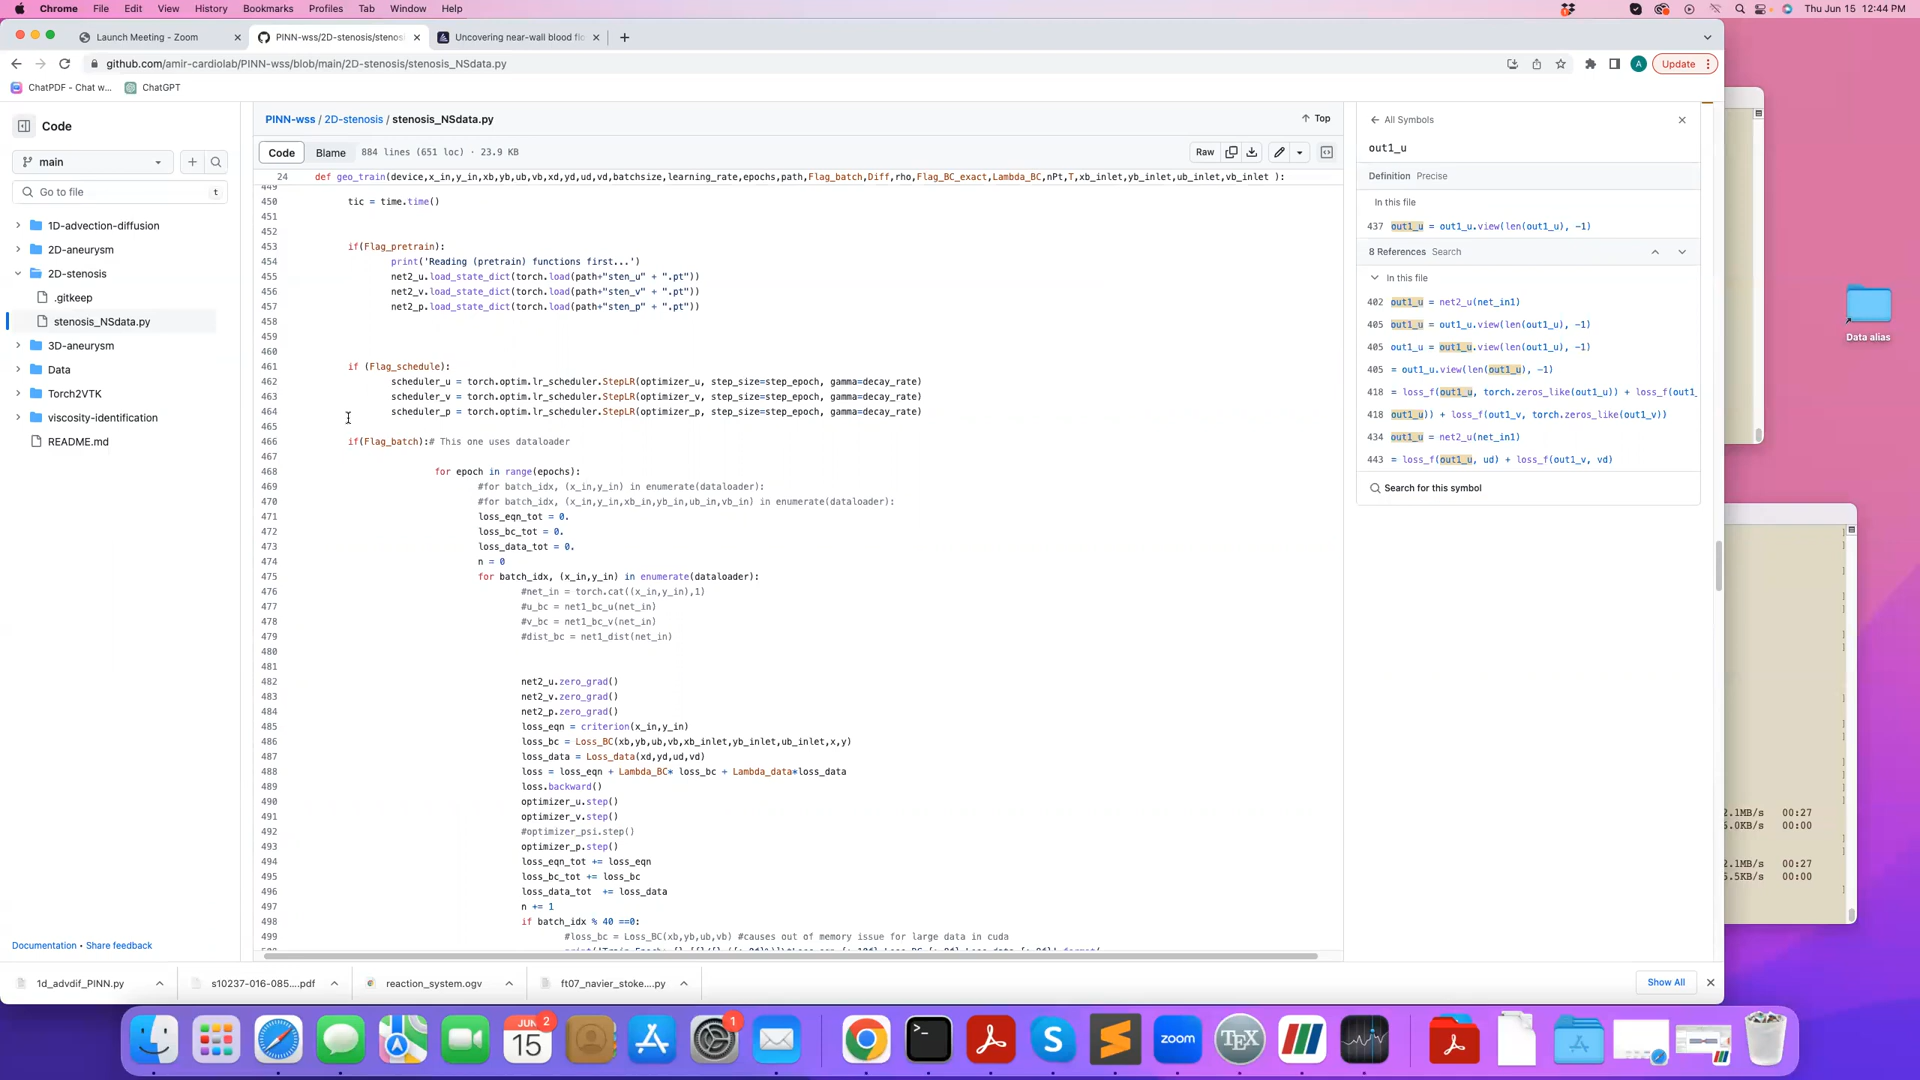 Chrome File Edit View History Bookmarks Profiles Tab Window Help Thu Jun 15 12:44 PM
Launch Meeting - Zoom PINN-wss/2D-stenosis/stenosi Uncovering near-wall blood flo
github.com/amir-cardiolab/PINN-wss/blob/main/2D-stenosis/stenosis_NSdata.py A Update
ChatPDF - Chat w... ChatGPT
Code
main
Go to file t
1D-advection-diffusion
2D-aneurysm
2D-stenosis
.gitkeep
stenosis_NSdata.py
3D-aneurysm
Data
Torch2VTK
viscosity-identification
README.md
Documentation • Share feedback
PINN-wss / 2D-stenosis / stenosis_NSdata.py Top
Code Blame 884 lines (651 loc) · 23.9 KB Raw
24 def geo_train(device,x_in,y_in,xb,yb,ub,vb,xd,yd,ud,vd,batchsize,learning_rate,epochs,path,Flag_batch,Diff,rho,Flag_BC_exact,Lambda_BC,nPt,T,xb_inlet,yb_inlet,ub_inlet,vb_inlet ):
449
450 tic = time.time()
451
452
453 if(Flag_pretrain):
454 print('Reading (pretrain) functions first...')
455 net2_u.load_state_dict(torch.load(path+"sten_u" + ".pt"))
456 net2_v.load_state_dict(torch.load(path+"sten_v" + ".pt"))
457 net2_p.load_state_dict(torch.load(path+"sten_p" + ".pt"))
458
459
460
461 if (Flag_schedule):
462 scheduler_u = torch.optim.lr_scheduler.StepLR(optimizer_u, step_size=step_epoch, gamma=decay_rate)
463 scheduler_v = torch.optim.lr_scheduler.StepLR(optimizer_v, step_size=step_epoch, gamma=decay_rate)
464 scheduler_p = torch.optim.lr_scheduler.StepLR(optimizer_p, step_size=step_epoch, gamma=decay_rate)
465
466 if(Flag_batch):# This one uses dataloader
467
468 for epoch in range(epochs):
469 #for batch_idx, (x_in,y_in) in enumerate(dataloader):
470 #for batch_idx, (x_in,y_in,xb_in,yb_in,ub_in,vb_in) in enumerate(dataloader):
471 loss_eqn_tot = 0.
472 loss_bc_tot = 0.
473 loss_data_tot = 0.
474 n = 0
475 for batch_idx, (x_in,y_in) in enumerate(dataloader):
476 #net_in = torch.cat((x_in,y_in),1)
477 #u_bc = net1_bc_u(net_in)
478 #v_bc = net1_bc_v(net_in)
479 #dist_bc = net1_dist(net_in)
480
481
482 net2_u.zero_grad()
483 net2_v.zero_grad()
484 net2_p.zero_grad()
485 loss_eqn = criterion(x_in,y_in)
486 loss_bc = Loss_BC(xb,yb,ub,vb,xb_inlet,yb_inlet,ub_inlet,x,y)
487 loss_data = Loss_data(xd,yd,ud,vd)
488 loss = loss_eqn + Lambda_BC* loss_bc + Lambda_data*loss_data
489 loss.backward()
490 optimizer_u.step()
491 optimizer_v.step()
492 #optimizer_psi.step()
493 optimizer_p.step()
494 loss_eqn_tot += loss_eqn
495 loss_bc_tot += loss_bc
496 loss_data_tot += loss_data
497 n += 1
498 if batch_idx % 40 ==0:
499 #loss_bc = Loss_BC(xb,yb,ub,vb) #causes out of memory issue for large data in cuda
All Symbols
out1_u
Definition Precise
In this file
437 out1_u = out1_u.view(len(out1_u), -1)
8 References Search
In this file
402 out1_u = net2_u(net_in1)
405 out1_u = out1_u.view(len(out1_u), -1)
405 out1_u = out1_u.view(len(out1_u), -1)
405 = out1_u.view(len(out1_u), -1)
418 = loss_f(out1_u, torch.zeros_like(out1_u)) + loss_f(out1_
418 out1_u)) + loss_f(out1_v, torch.zeros_like(out1_v))
434 out1_u = net2_u(net_in1)
443 = loss_f(out1_u, ud) + loss_f(out1_v, vd)
Search for this symbol
Data alias
2.1MB/s 00:27
.0KB/s 00:00
2.1MB/s 00:27
.5KB/s 00:00
1d_advdif_PINN.py s10237-016-085....pdf reaction_system.ogv ft07_navier_stoke....py Show All
JUN 2
15
1
zoom
TEX